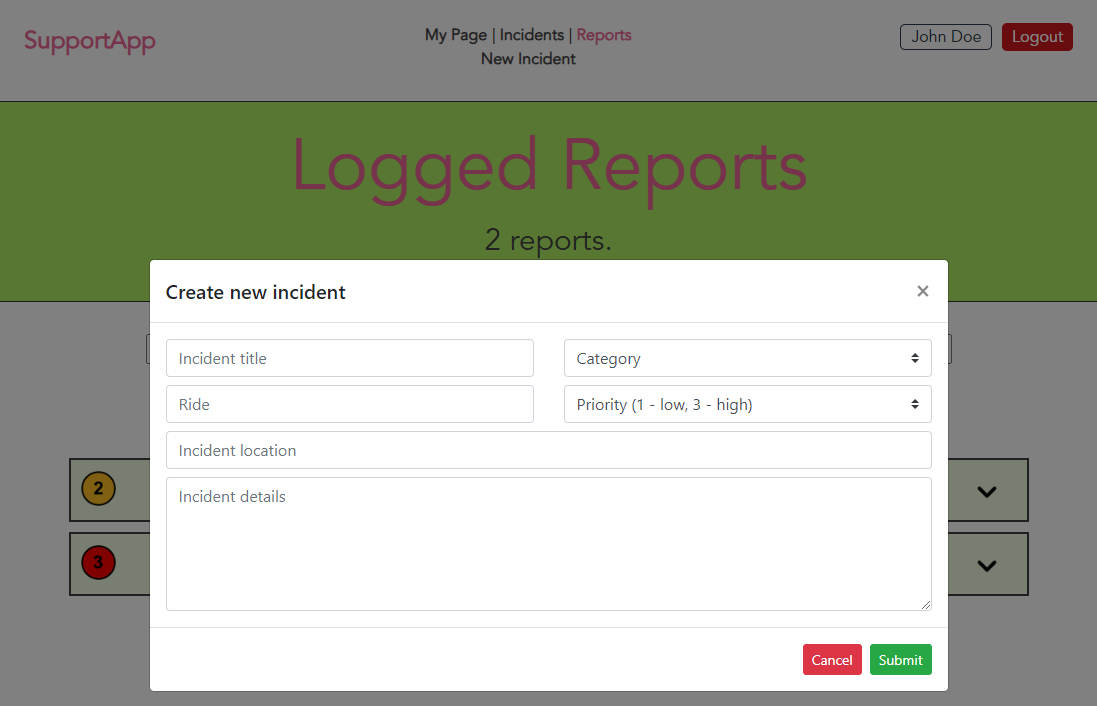 SupportApp
My Page | Incidents | Reports
New Incident
John Doe
Logout
Logged Reports
2 reports.
Create new incident
×
Incident title
Category
Ride
Priority (1 - low, 3 - high)
Incident location
Incident details
2
3
Cancel
Submit